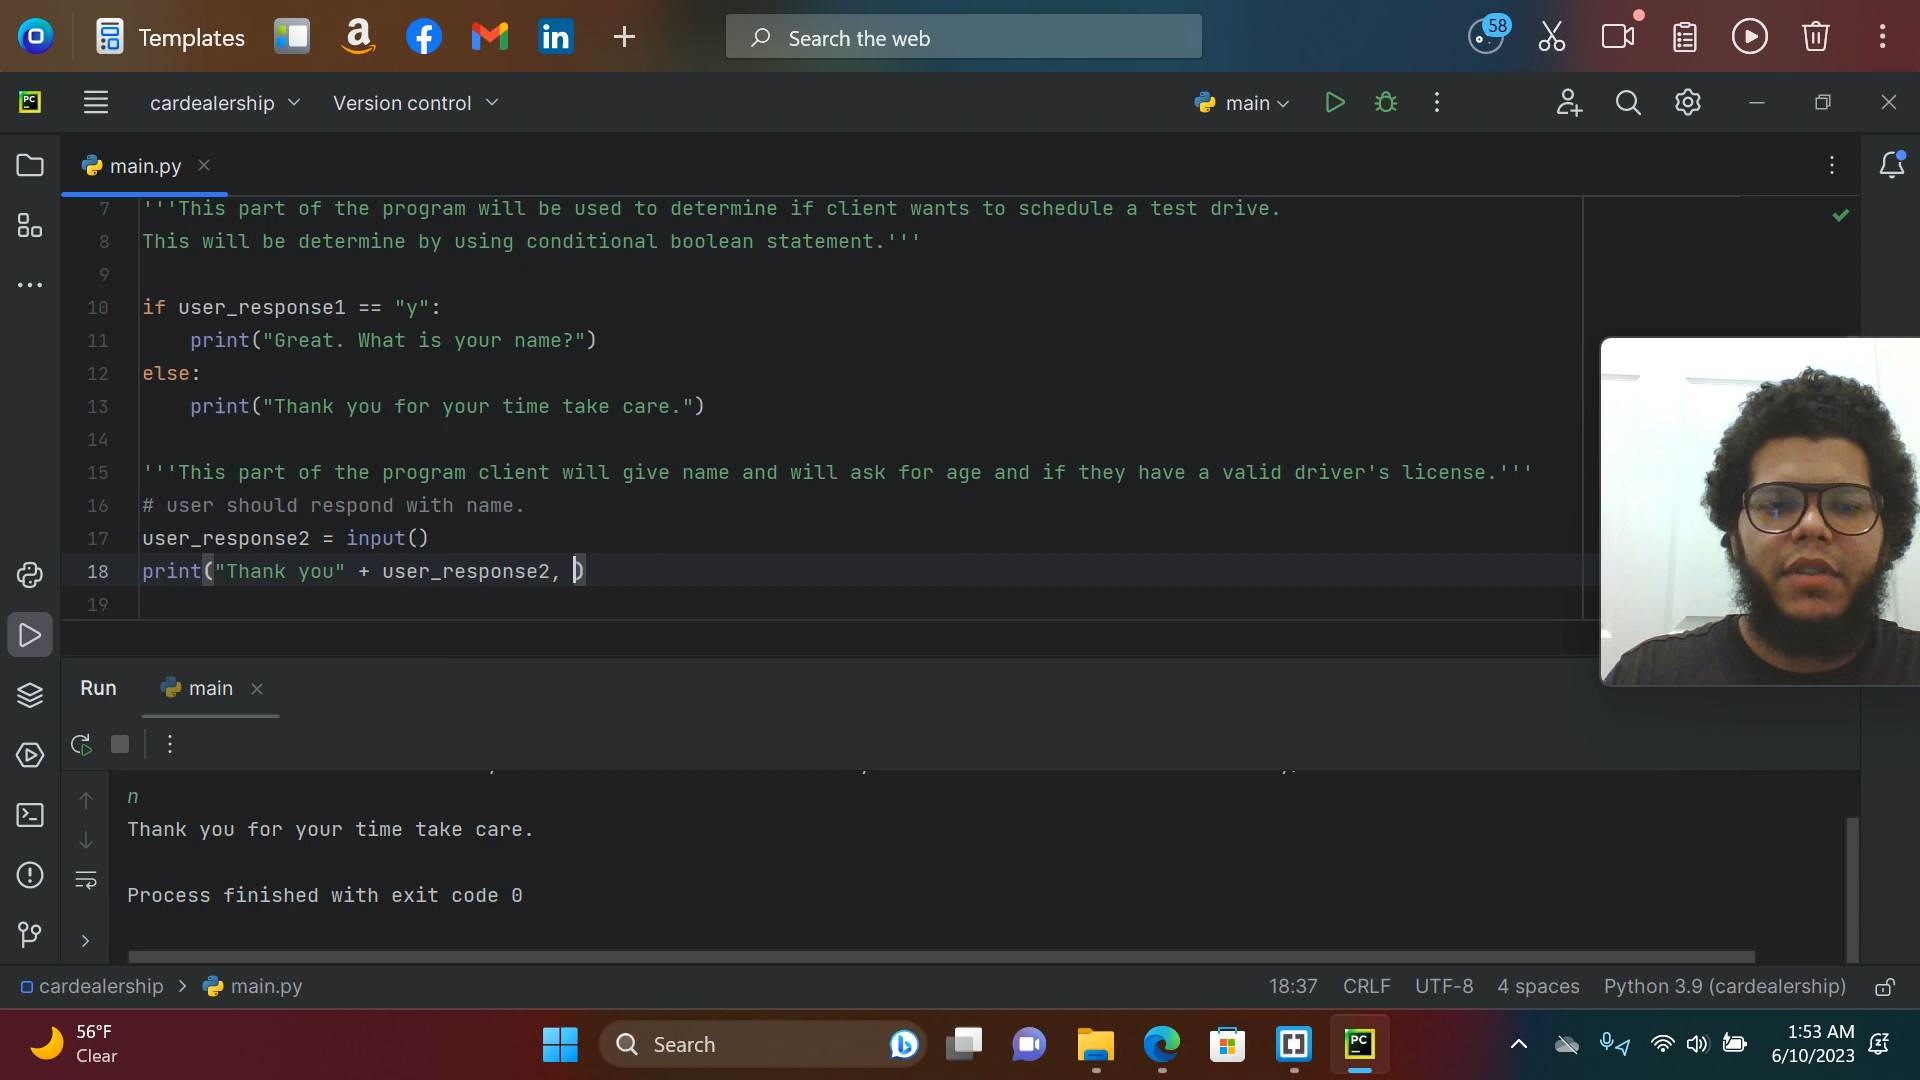 Templates
Search the web
58
PC
cardealership
Version control
main
main.py
7 '''This part of the program will be used to determine if client wants to schedule a test drive.
8 This will be determine by using conditional boolean statement.'''
9
10 if user_response1 == "y":
11 print("Great. What is your name?")
12 else:
13 print("Thank you for your time take care.")
14
15 '''This part of the program client will give name and will ask for age and if they have a valid driver's license.'''
16 # user should respond with name.
17 user_response2 = input()
18 print("Thank you" + user_response2, )
19
Run
main
n
Thank you for your time take care.
Process finished with exit code 0
cardealership > main.py
18:37 CRLF UTF-8 4 spaces Python 3.9 (cardealership)
56°F
Clear
Search
PC
1:53 AM
6/10/2023